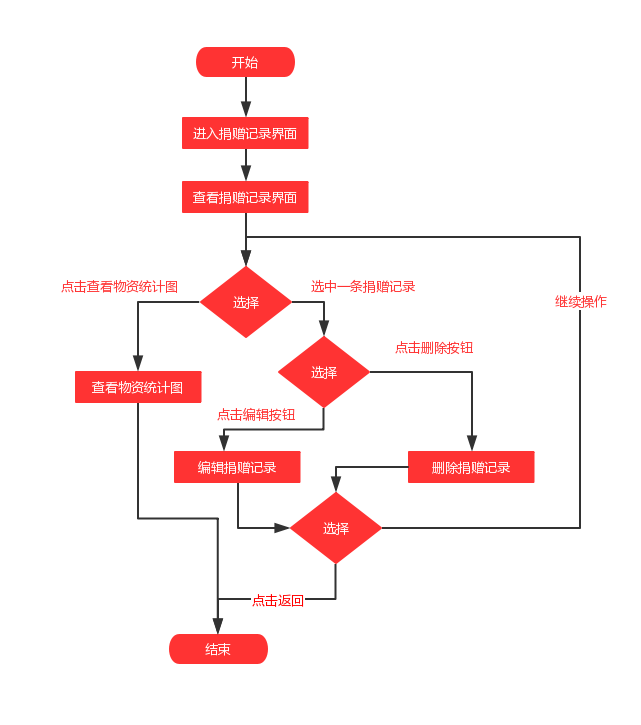 开始
进入捐赠记录界面
查看捐赠记录界面
点击查看物资统计图
选择
选中一条捐赠记录
继续操作
点击删除按钮
选择
查看物资统计图
点击编辑按钮
编辑捐赠记录
删除捐赠记录
选择
点击返回
结束